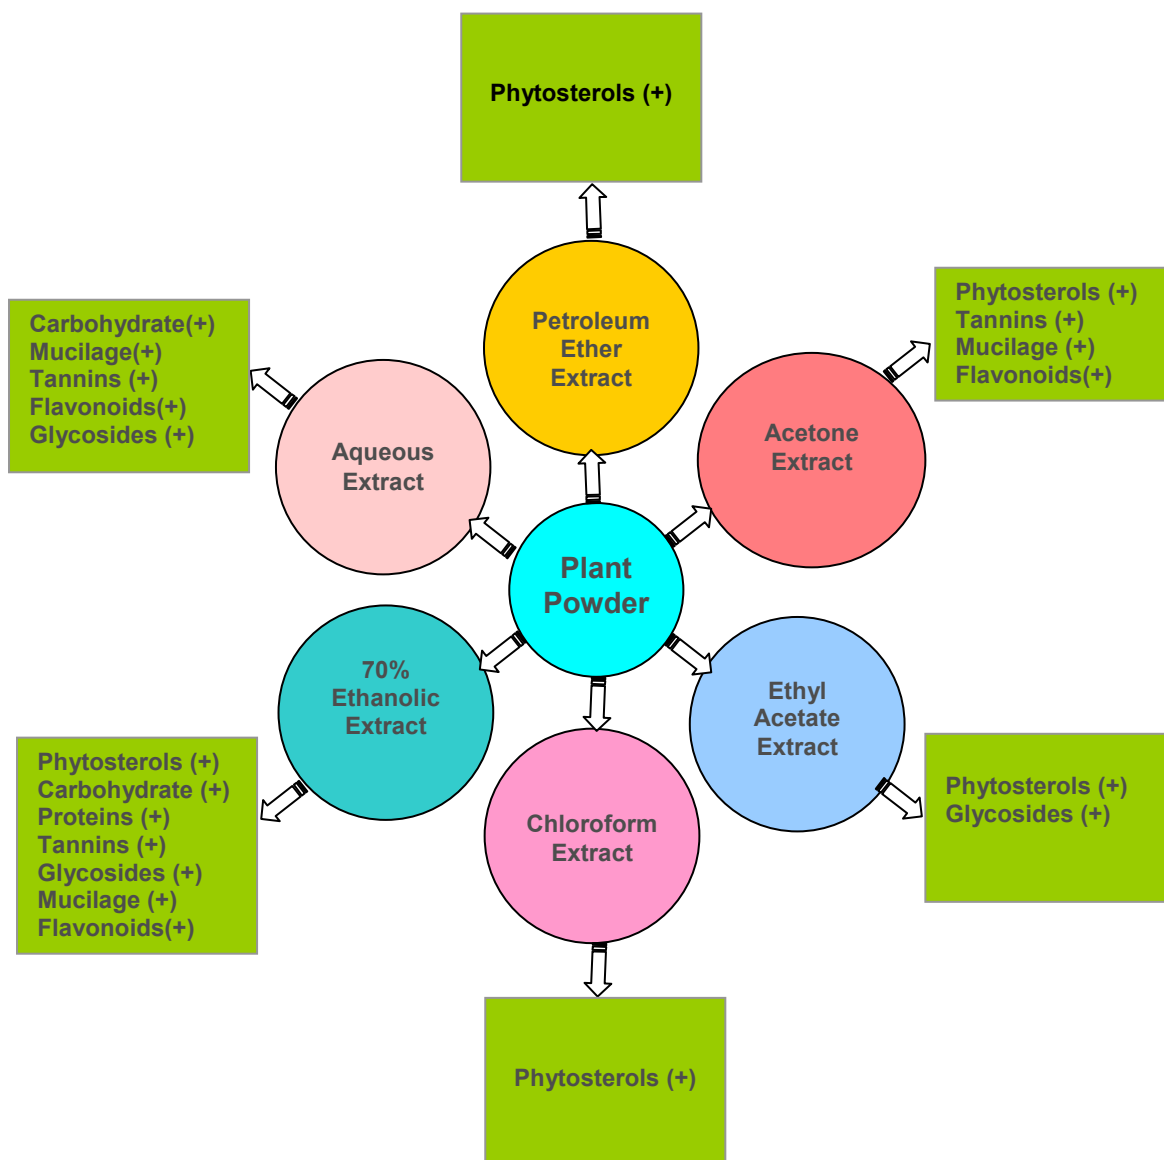 Phytosterols (+)
Petroleum
Ether
Extract
Phytosterols (+)
Tannins (+)
Mucilage (+)
Flavonoids(+)
Acetone
Extract
Carbohydrate(+)
Mucilage(+)
Tannins (+)
Flavonoids(+)
Glycosides (+)
Aqueous
Extract
Plant
Powder
70%
Ethanolic
Extract
Ethyl
Acetate
Extract
Phytosterols (+)
Carbohydrate (+)
Proteins (+)
Tannins (+)
Glycosides (+)
Mucilage (+)
Flavonoids(+)
Chloroform
Extract
Phytosterols (+)
Glycosides (+)
Phytosterols (+)